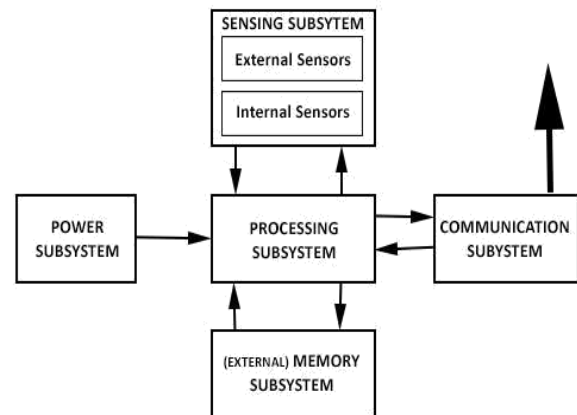 SENSING SUBSYTEM
External Sensors
Internal Sensors
POWER
SUBSYSTEM
PROCESSING
SUBSYSTEM
COMMUNICATION
SUBYSTEM
(EXTERNAL) MEMORY
SUBSYSTEM